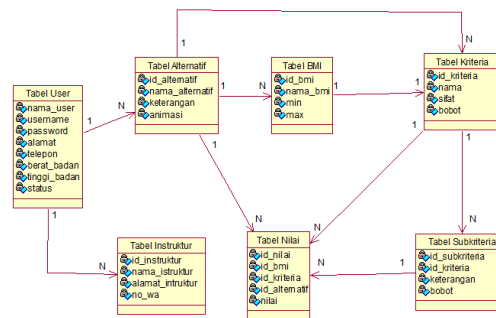 1
N
Tabel Alternatif
id_alternatif
nama_alternatif
keterangan
animasi
Tabel BMI
id_bmi
nama_bmi
min
max
Tabel Kriteria
id_kriteria
nama
sifat
bobot
Tabel User
nama_user
username
password
alamat
telepon
berat_badan
tinggi_badan
status
1
N
1
N
1
1
1
N
1
N
1
N
1
N
Tabel Instruktur
id_instruktur
nama_istruktur
alamat_intruktur
no_wa
Tabel Nilai
id_nilai
id_bmi
id_kriteria
id_alternatif
nilai
Tabel Subkriteria
id_subkriteria
id_kriteria
keterangan
bobot
N
1